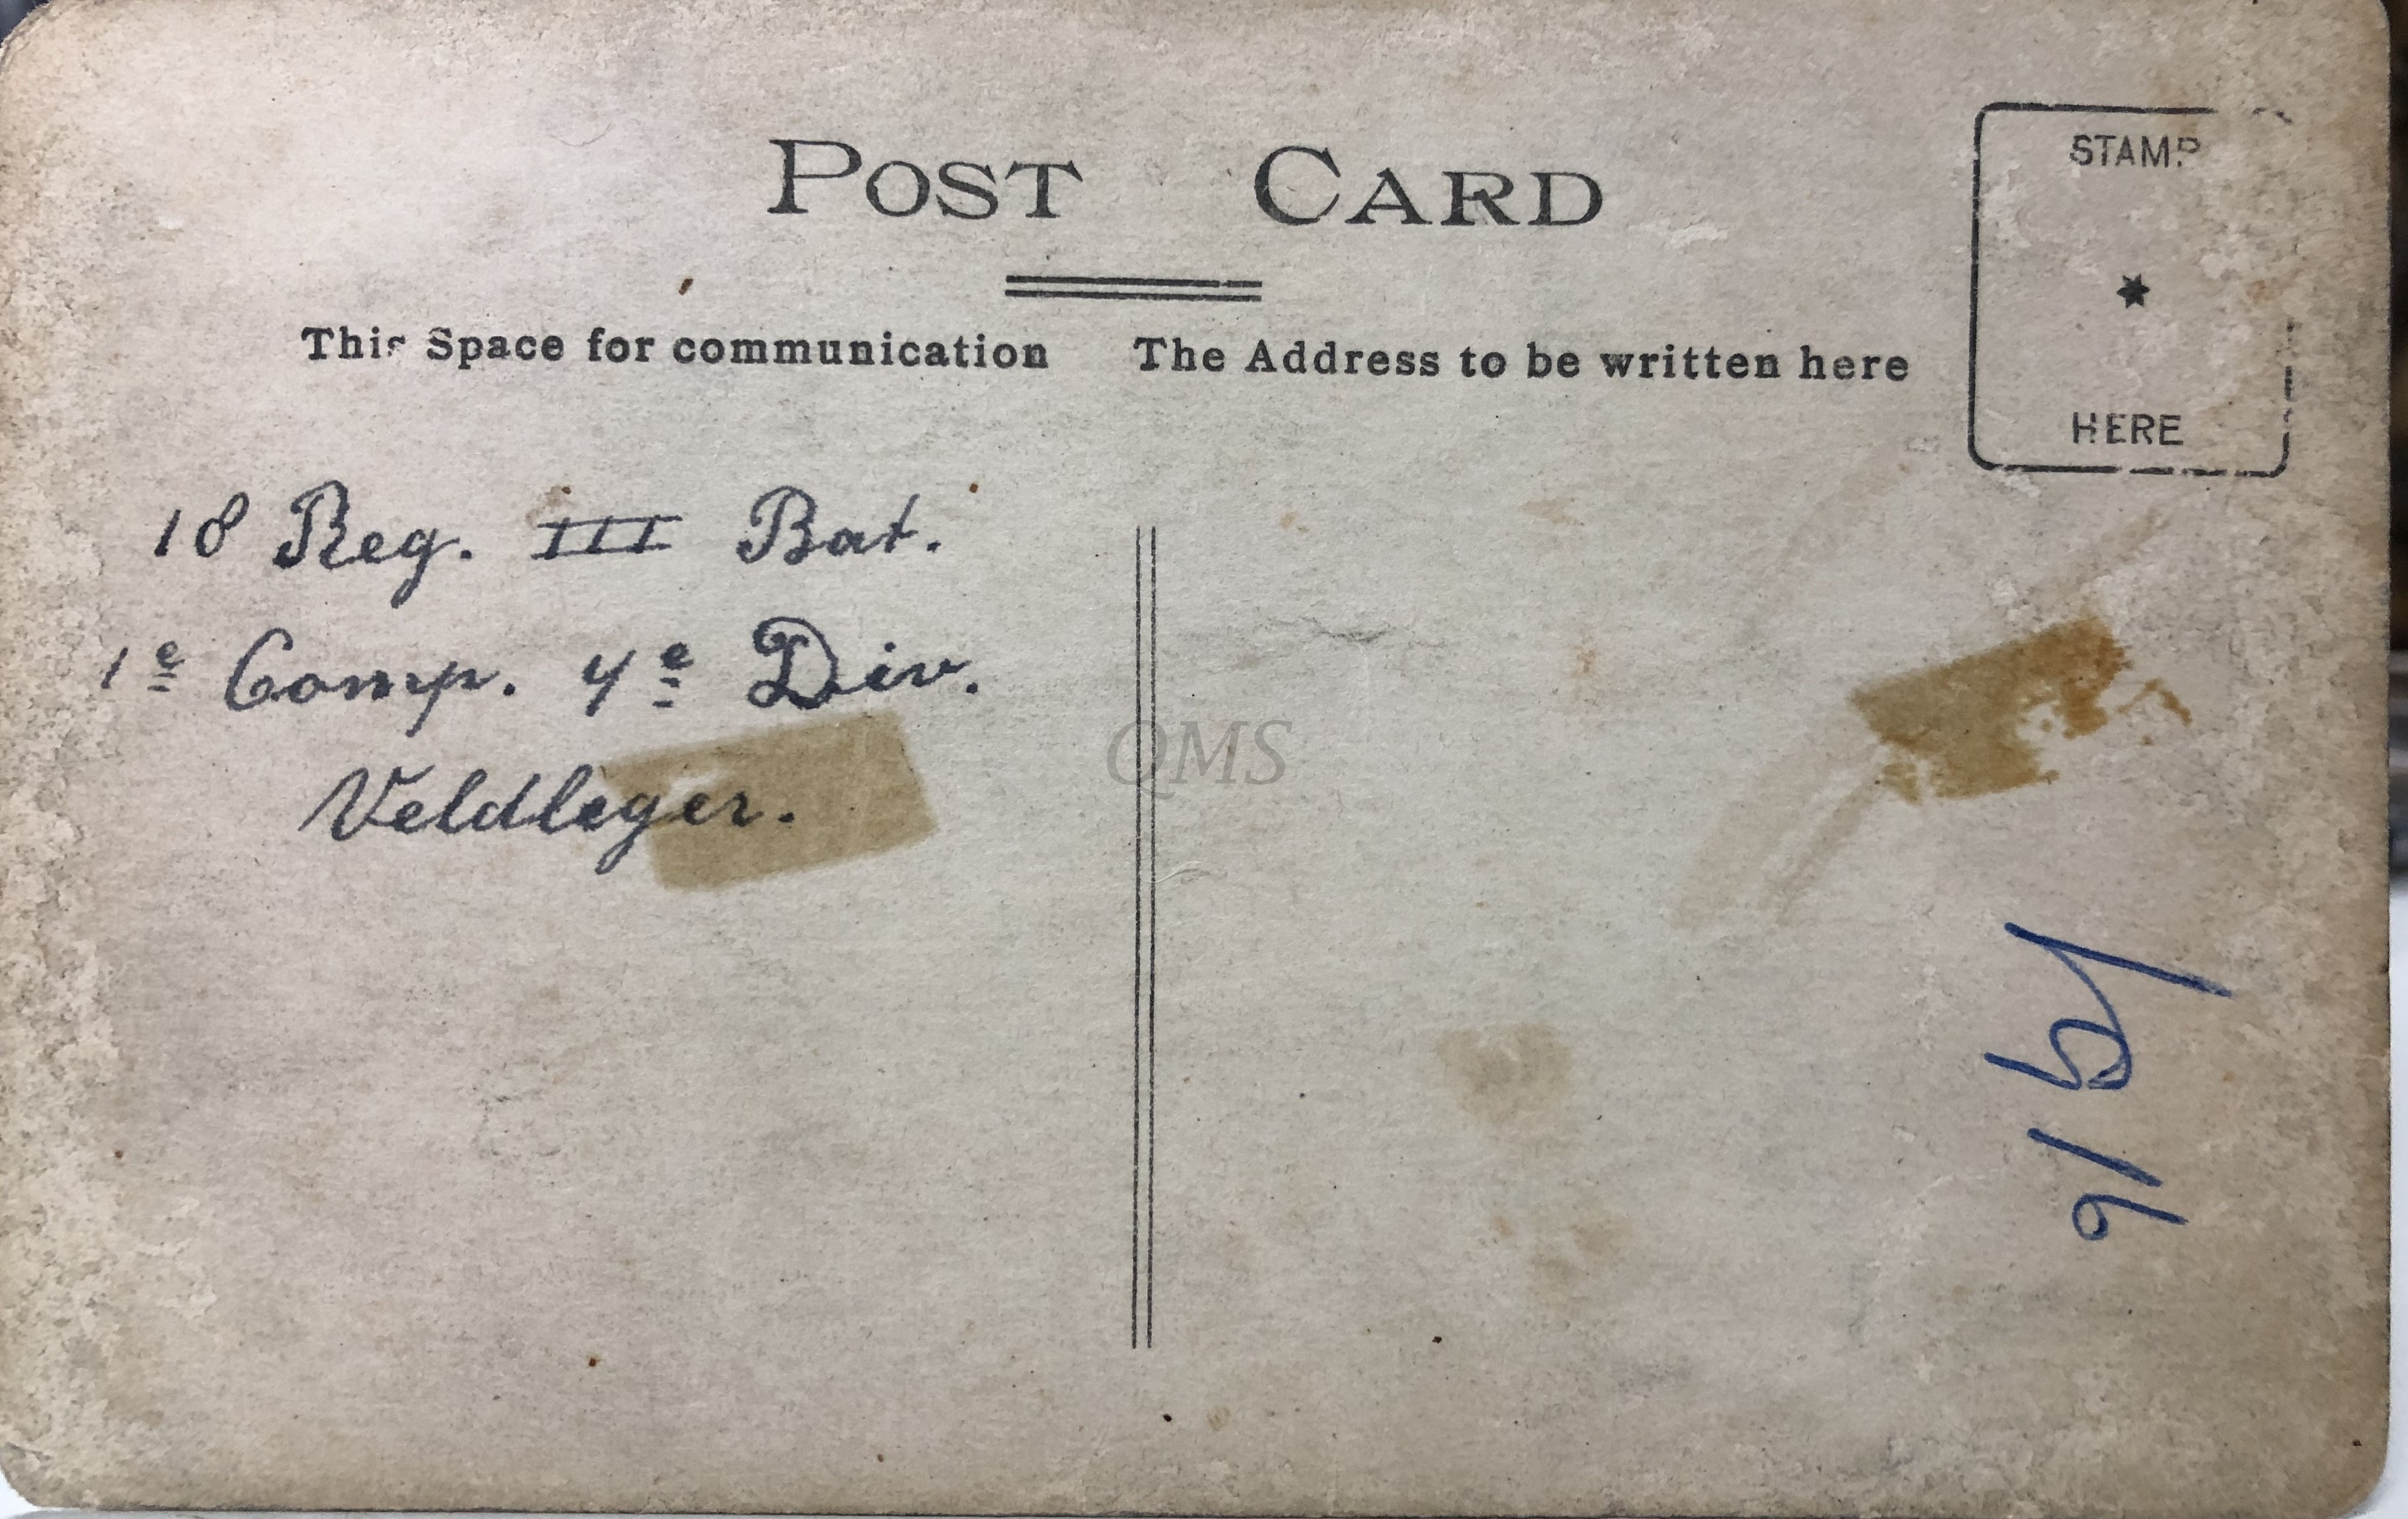 POST CARD
STAMP
HERE
This Space for communication
The Address to be written here
18 Reg. III Bat.
1e Comp. 4e Div.
Veldleger.
QMS